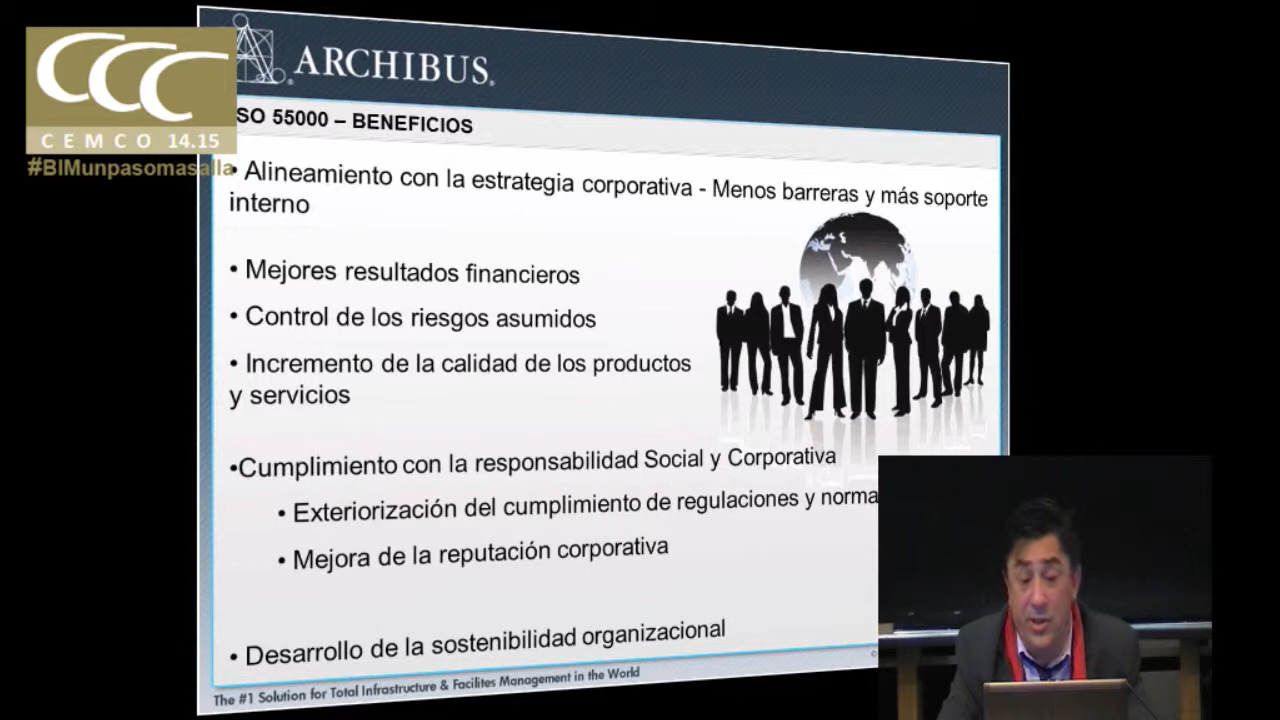 CCC
CEMCO 14.15
#BIMunpasomasalla
ARCHIBUS®
SO 55000 – BENEFICIOS
• Alineamiento con la estrategia corporativa - Menos barreras y más soporte
interno
• Mejores resultados financieros
• Control de los riesgos asumidos
• Incremento de la calidad de los productos
y servicios
•Cumplimiento con la responsabilidad Social y Corporativa
• Exteriorización del cumplimiento de regulaciones y norma
• Mejora de la reputación corporativa
• Desarrollo de la sostenibilidad organizacional
The #1 Solution for Total Infrastructure & Facilites Management in the World
©